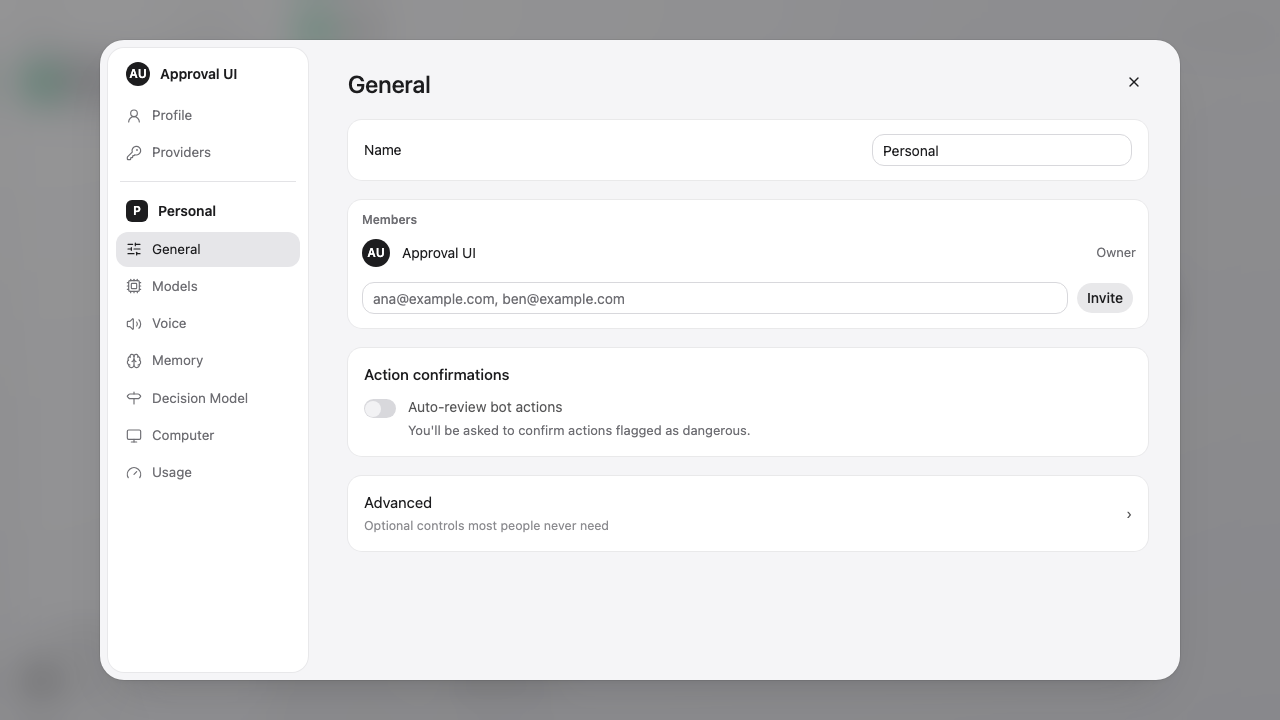 AU Approval UI
Profile
Providers
P Personal
General
Models
Voice
Memory
Decision Model
Computer
Usage
General
Name
Personal
Members
AU Approval UI
Owner
ana@example.com, ben@example.com
Invite
Action confirmations
Auto-review bot actions
You'll be asked to confirm actions flagged as dangerous.
Advanced
Optional controls most people never need